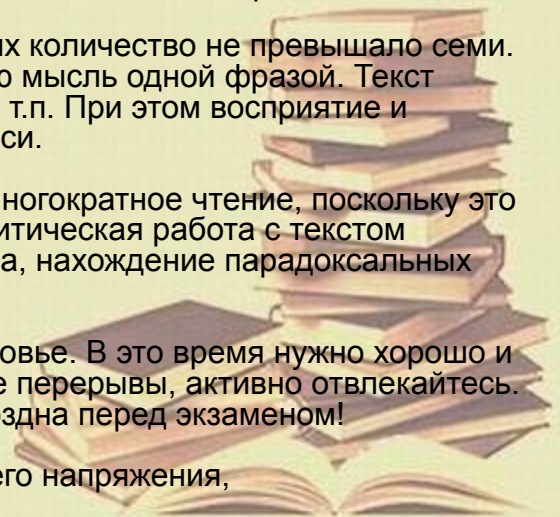 их количество не превышало семи.
мысль одной фразой. Текст
т.п. При этом восприятие и
си.
ногократное чтение, поскольку это
итическая работа с текстом
а, нахождение парадоксальных
овье. В это время нужно хорошо и
е перерывы, активно отвлекайтесь.
оздна перед экзаменом!
его напряжения,